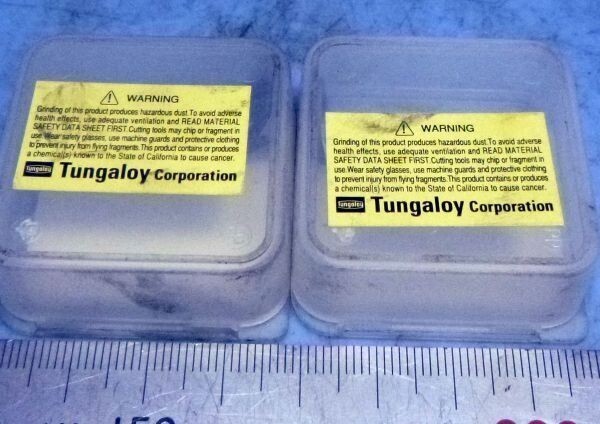 ⚠ WARNING
Grinding of this product produces hazardous dust.To avoid adverse
health effects, use adequate ventilation and READ MATERIAL
SAFETY DATA SHEET FIRST.Cutting tools may chip or fragment in
use.Wear safety glasses, use machine guards and protective clothing
to prevent injury from flying fragments.This product contains or produces
a chemical(s) known to the State of California to cause cancer.
Tungaloy Tungaloy Corporation
⚠ WARNING
Grinding of this product produces hazardous dust.To avoid adverse
health effects, use adequate ventilation and READ MATERIAL
SAFETY DATA SHEET FIRST.Cutting tools may chip or fragment in
use.Wear safety glasses, use machine guards and protective clothing
to prevent injury from flying fragments.This product contains or produces
a chemical(s) known to the State of California to cause cancer.
Tungaloy Tungaloy Corporation
150